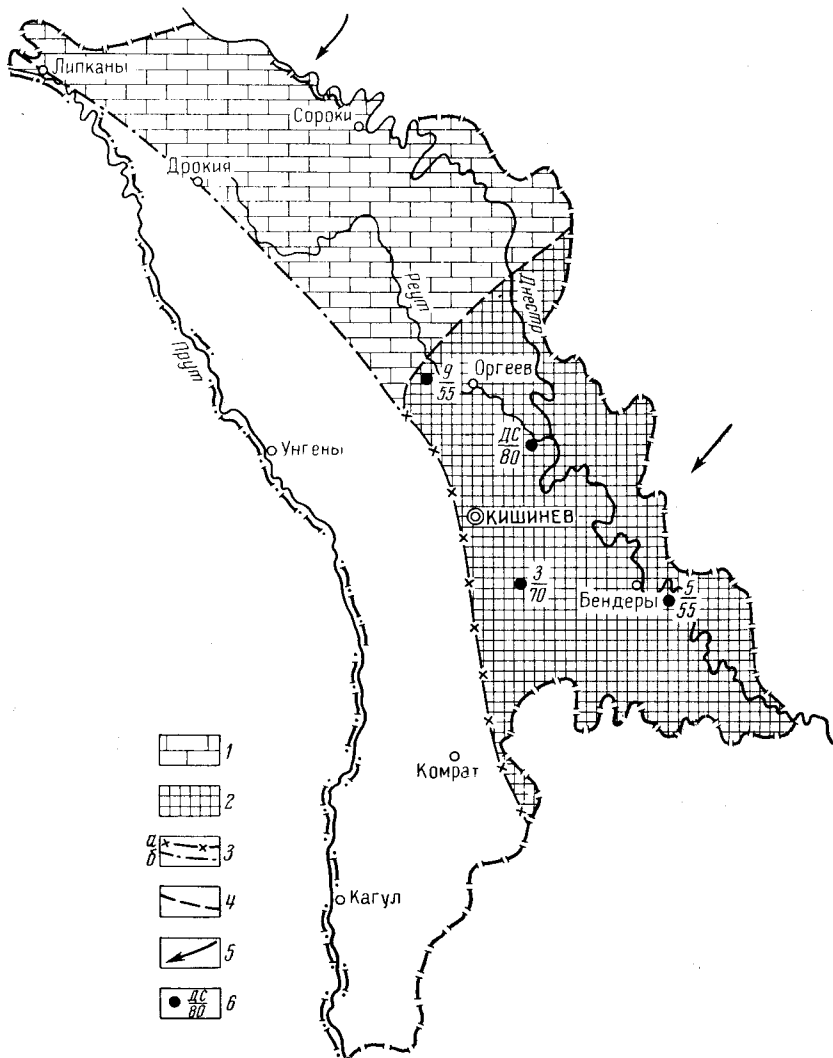 Липканы
Сороки
Дрокия
Реут
Днестр
Прут
9
55
Оргеев
ДС
80
Унгены
КИШИНЕВ
3
70
Бендеры
5
55
Комрат
Кагул
1
2
а
б
3
4
5
ДС
80
6